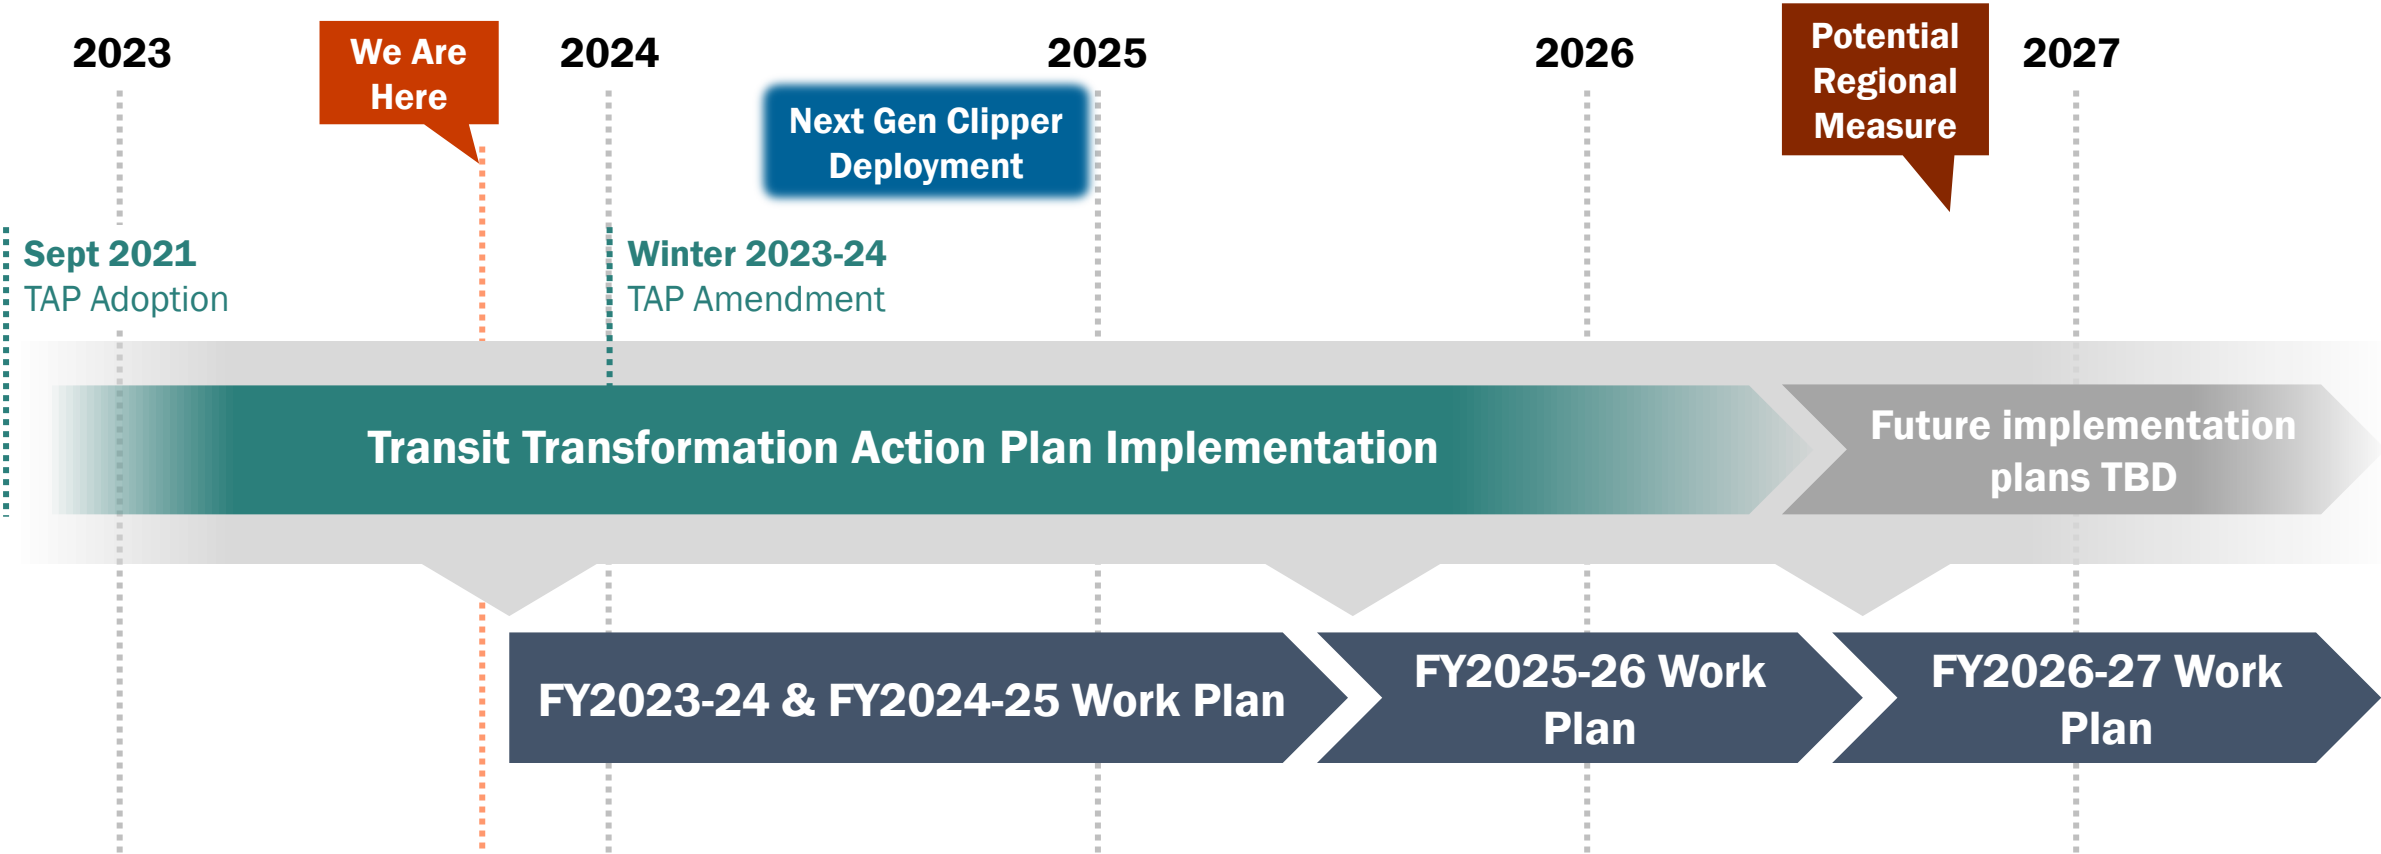 2023
We Are
Here
2024
2025
2026
Potential
Regional
Measure
2027
Next Gen Clipper
Deployment
Sept 2021
TAP Adoption
Winter 2023-24
TAP Amendment
Transit Transformation Action Plan Implementation
Future implementation
plans TBD
FY2023-24 & FY2024-25 Work Plan
FY2025-26 Work
Plan
FY2026-27 Work
Plan